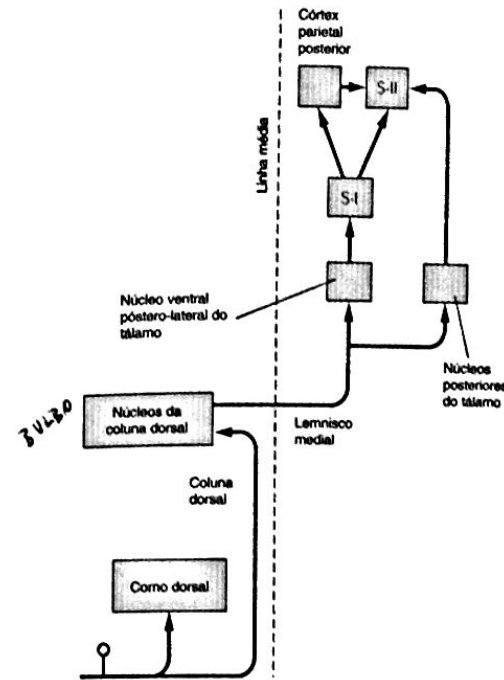 Córtex
parietal
posterior
S-II
Linha média
S-I
Núcleo ventral
póstero-lateral do
tálamo
Núcleos
posteriores
do tálamo
BULBO
Núcleos da
coluna dorsal
Lemnisco
medial
Coluna
dorsal
Corno dorsal